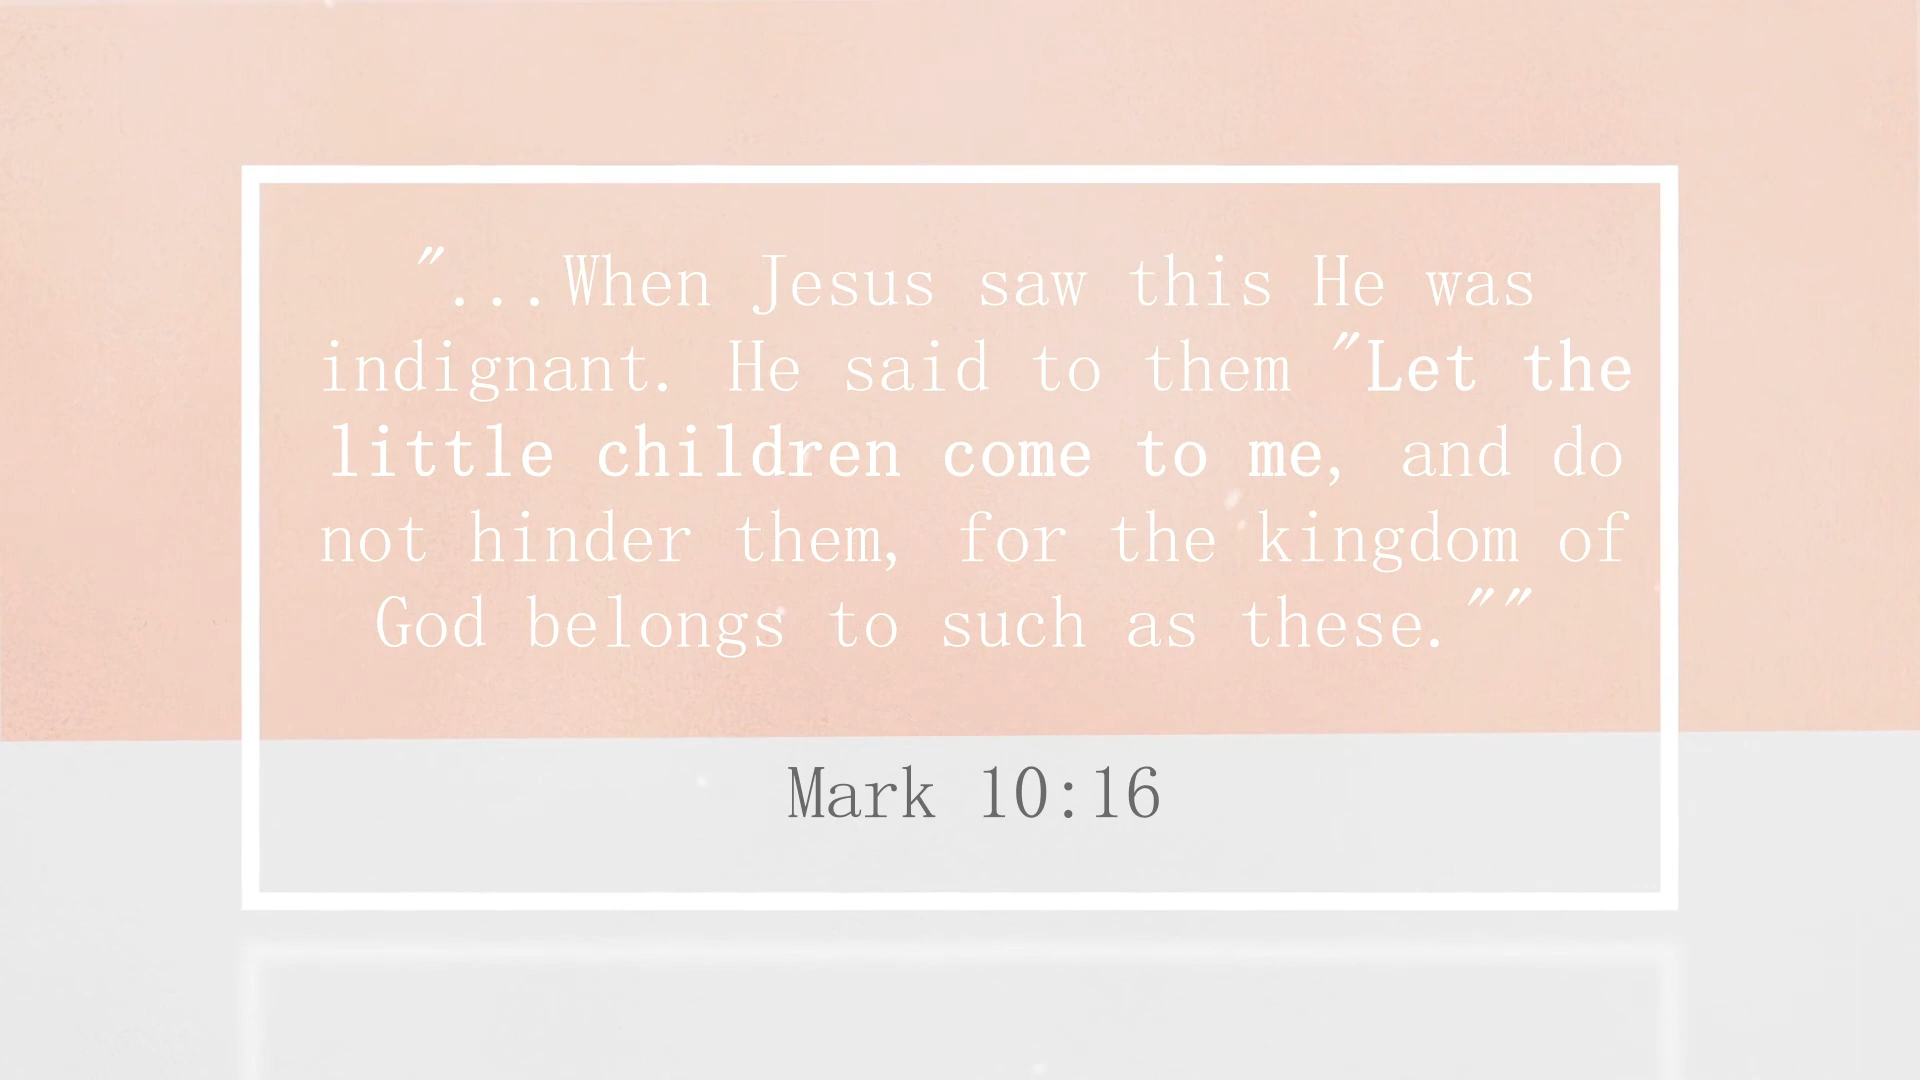 "...When Jesus saw this He was
indignant. He said to them "Let the
little children come to me, and do
not hinder them, for the kingdom of
God belongs to such as these.""
Mark 10:16